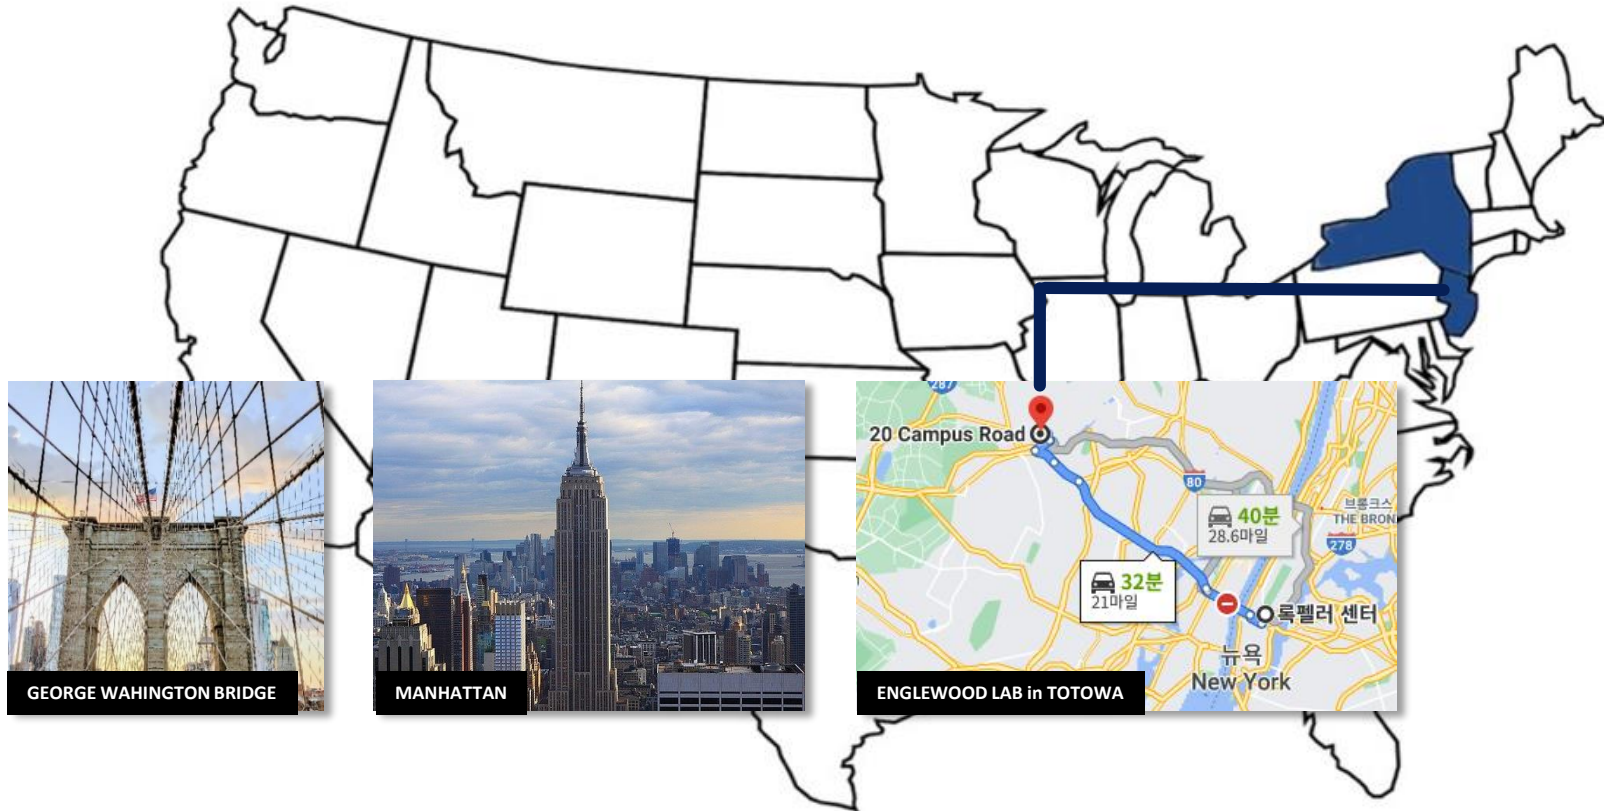 GEORGE WAHINGTON BRIDGE
MANHATTAN
287
20 Campus Road
80
브롱크스
THE BRON
40분
28.6마일
278
32분
21마일
록펠러 센터
뉴욕
New York
ENGLEWOOD LAB in TOTOWA